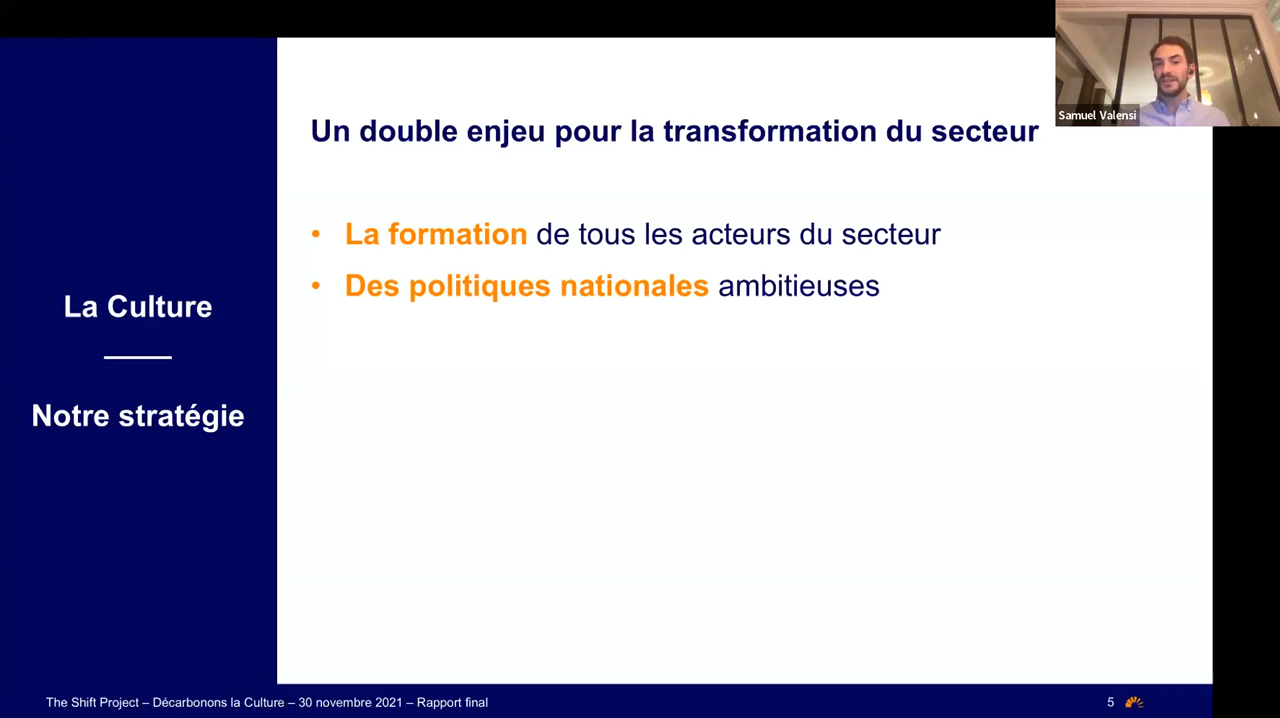 Samuel Valensi
Un double enjeu pour la transformation du secteur
• La formation de tous les acteurs du secteur
• Des politiques nationales ambitieuses
La Culture
Notre stratégie
The Shift Project – Décarbonons la Culture – 30 novembre 2021 – Rapport final
5